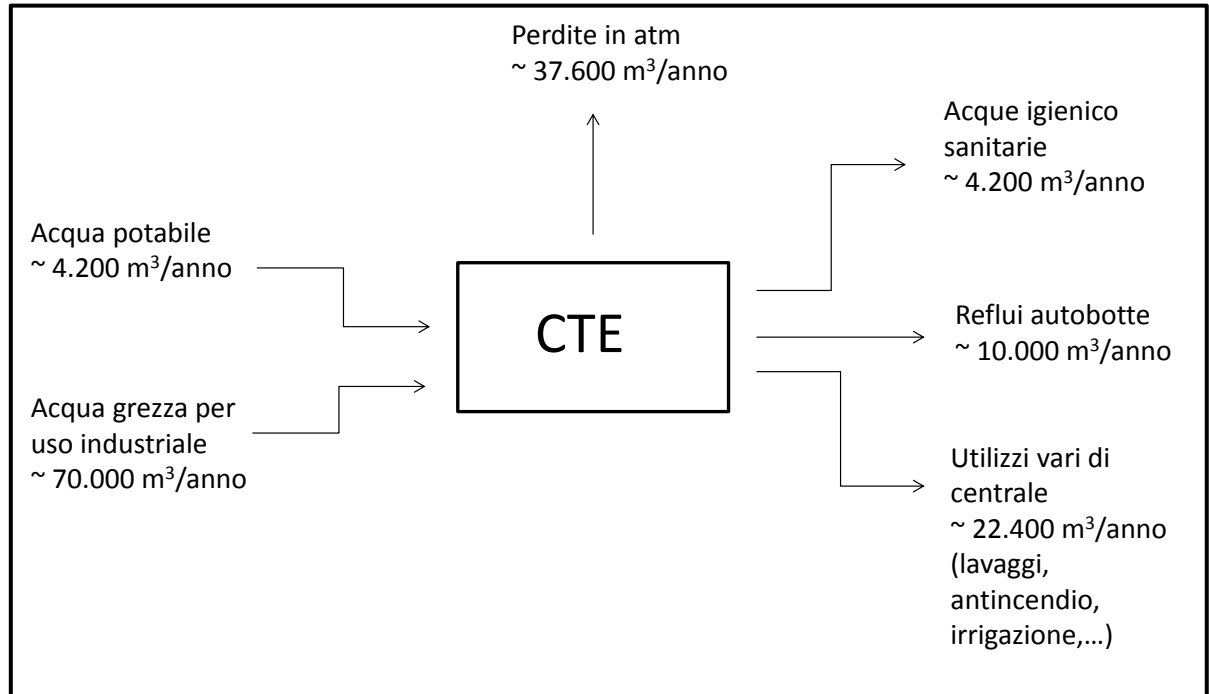 Perdite in atm
~ 37.600 m³/anno
Acqua potabile
~ 4.200 m³/anno
Acqua grezza per
uso industriale
~ 70.000 m³/anno
CTE
Acque igienico
sanitarie
~ 4.200 m³/anno
Reflui autobotte
~ 10.000 m³/anno
Utilizzi vari di
centrale
~ 22.400 m³/anno
(lavaggi,
antincendio,
irrigazione,...)